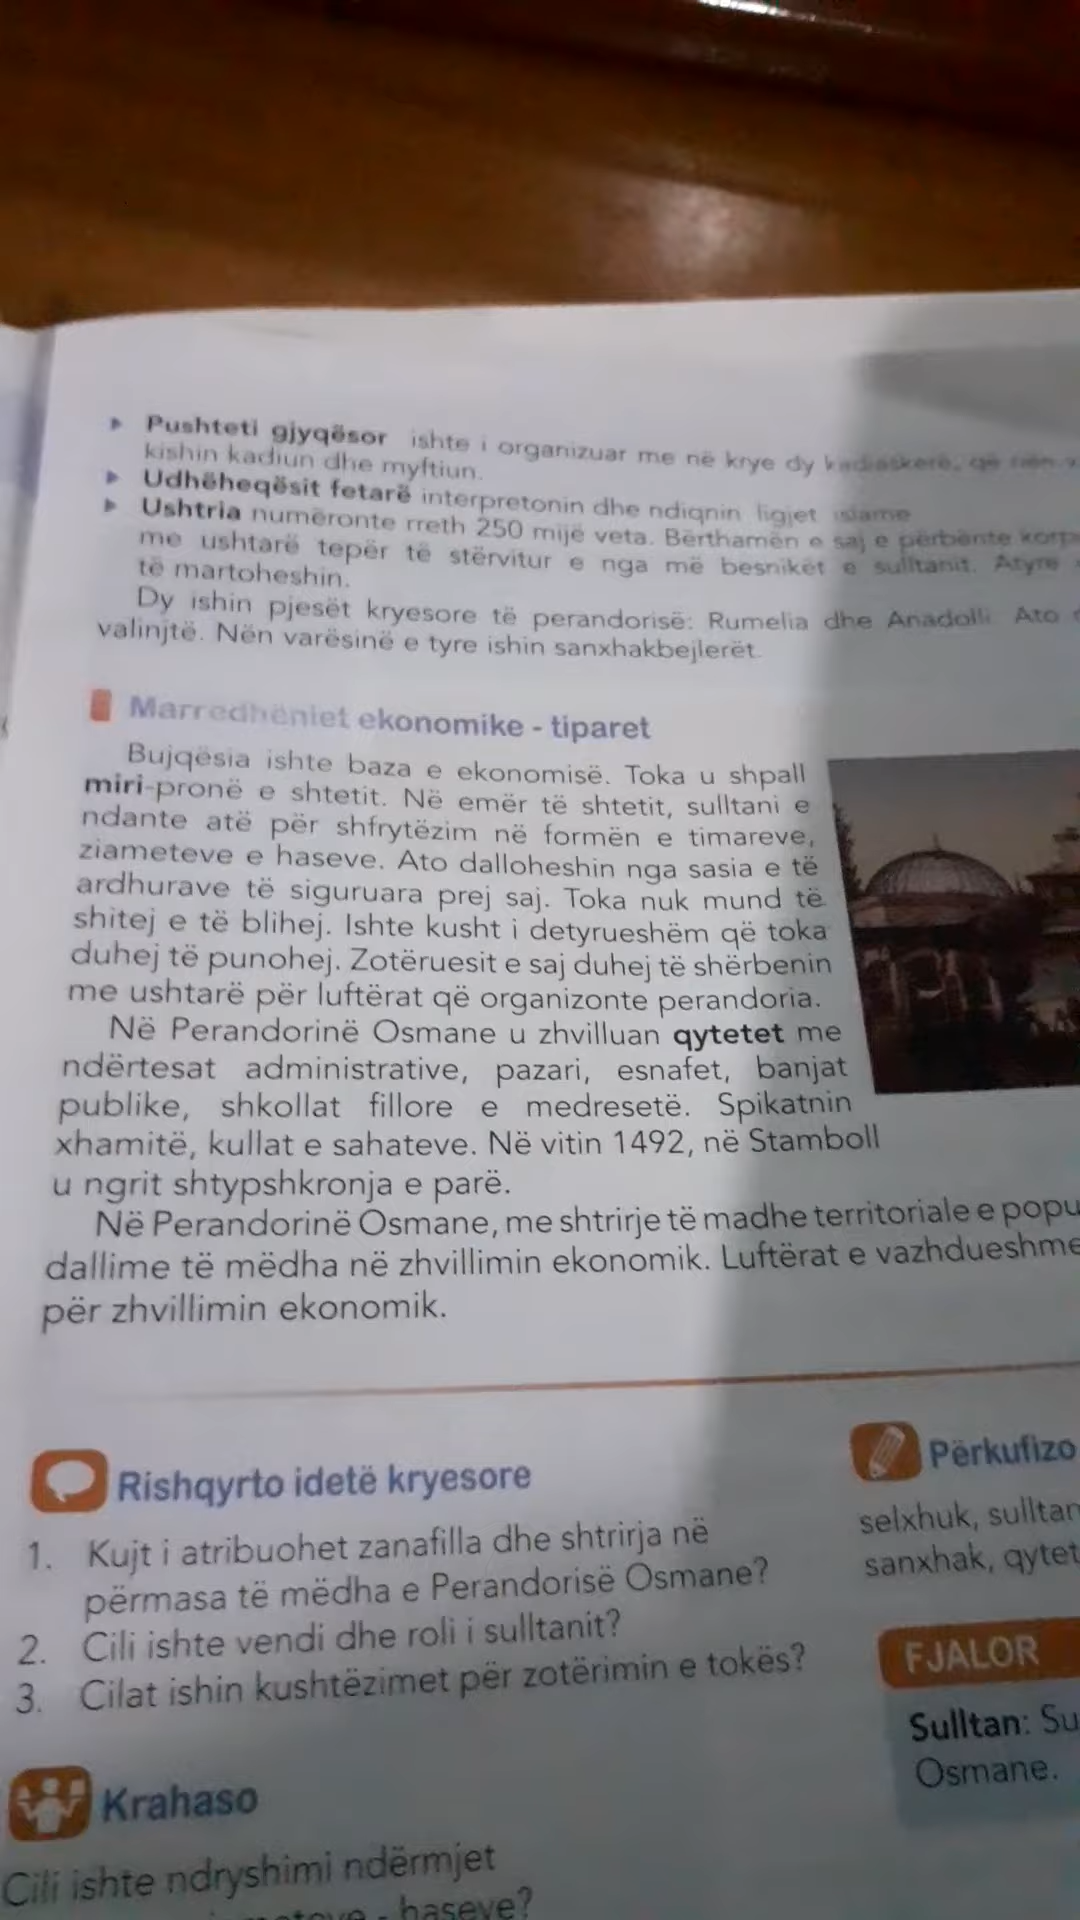 Pushteti gjyqësor ishte i organizuar me në krye dy kadiaskerë, që nën
kishin kadiun dhe myftiun.
Udhëheqësit fetarë interpretonin dhe ndiqnin ligjet islame
Ushtria numëronte rreth 250 mijë veta. Bërthamën e saj e përbënte
me ushtarë tepër të stërvitur e nga më besnikët e sulltanit. Atyre
të martoheshin.
Dy ishin pjesët kryesore të perandorisë: Rumelia dhe Anadolli. Ato
valinjtë. Nën varësinë e tyre ishin sanxhakbejlerët.
Marredhëniet ekonomike - tiparet
Bujqësia ishte baza e ekonomisë. Toka u shpall
miri-pronë e shtetit. Në emër të shtetit, sulltani e
ndante atë për shfrytëzim në formën e timareve,
ziameteve e haseve. Ato dalloheshin nga sasia e të
ardhurave të siguruara prej saj. Toka nuk mund të
shitej e të blihej. Ishte kusht i detyrueshëm që toka
duhej të punohej. Zotëruesit e saj duhej të shërbenin
me ushtarë për luftërat që organizonte perandoria.
Në Perandorinë Osmane u zhvilluan qytetet me
ndërtesat administrative, pazari, esnafet, banjat
publike, shkollat fillore e medresetë. Spikatnin
xhamitë, kullat e sahateve. Në vitin 1492, në Stamboll
u ngrit shtypshkronja e parë.
Në Perandorinë Osmane, me shtrirje të madhe territoriale e popu
dallime të mëdha në zhvillimin ekonomik. Luftërat e vazhdueshme
për zhvillimin ekonomik.
Rishqyrto idetë kryesore
1. Kujt i atribuohet zanafilla dhe shtrirja në
përmasa të mëdha e Perandorisë Osmane?
2. Cili ishte vendi dhe roli i sulltanit?
3. Cilat ishin kushtëzimet për zotërimin e tokës?
Krahaso
Cili ishte ndryshimi ndërmjet
- haseve?
Përkufizo
selxhuk, sulltan
sanxhak, qytet
FJALOR
Sulltan: Su
Osmane.